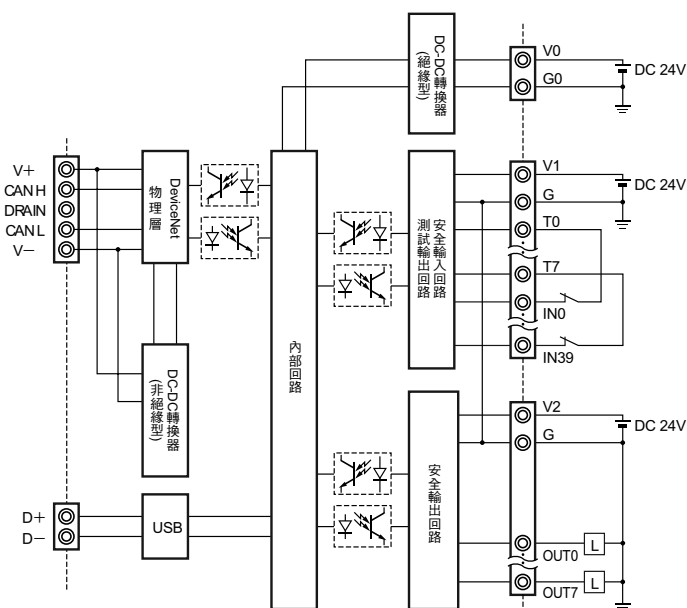 DC-DC轉換器
(絕緣型)
V0
G0
DC 24V
V+
CAN H
DRAIN
CAN L
V−
DeviceNet
物理層
DC-DC轉換器
(非絕緣型)
D+
D−
USB
內部回路
安全輸入回路
測試輸出回路
V1
G
T0
T7
IN0
IN39
DC 24V
安全輸出回路
V2
G
OUT0
OUT7
L
L
DC 24V